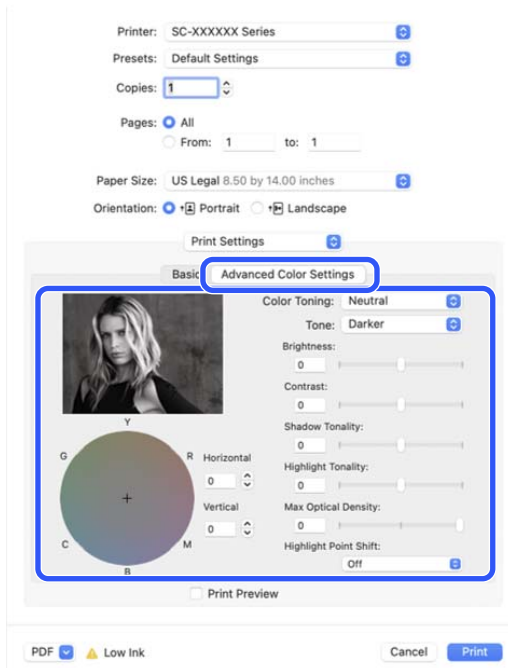 Printer: SC-XXXXXX Series
Presets: Default Settings
Copies: 1
Pages: All
From: 1 to: 1
Paper Size: US Legal 8.50 by 14.00 inches
Orientation: Portrait Landscape
Print Settings
Basic Advanced Color Settings
Color Toning: Neutral
Tone: Darker
Brightness:
0
Contrast:
0
Y
Shadow Tonality:
0
G R Horizontal
Highlight Tonality:
0 0
Vertical Max Optical Density:
0 0
C M Highlight Point Shift:
Off
B
Print Preview
PDF Low Ink Cancel Print